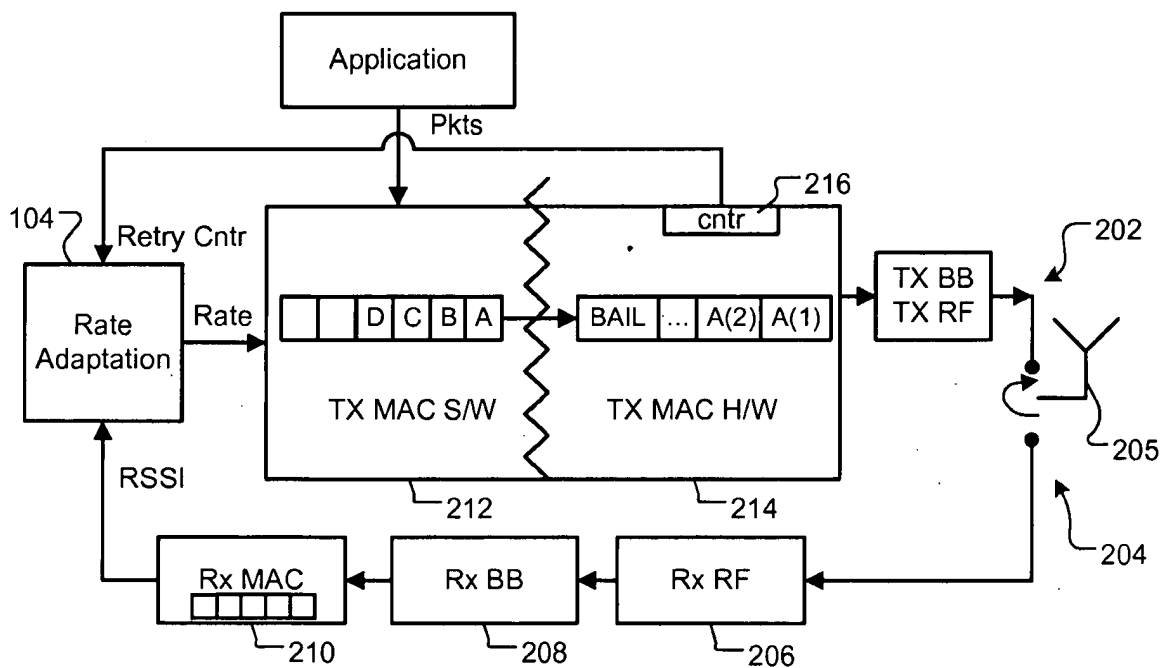 Application
Pkts
216
cntr
104
Retry Cntr
202
TX BB
TX RF
Rate
Adaptation
Rate
D C B A
BAIL ... A(2) A(1)
TX MAC S/W
TX MAC H/W
205
RSSI
212
214
204
Rx MAC
Rx BB
Rx RF
210
208
206